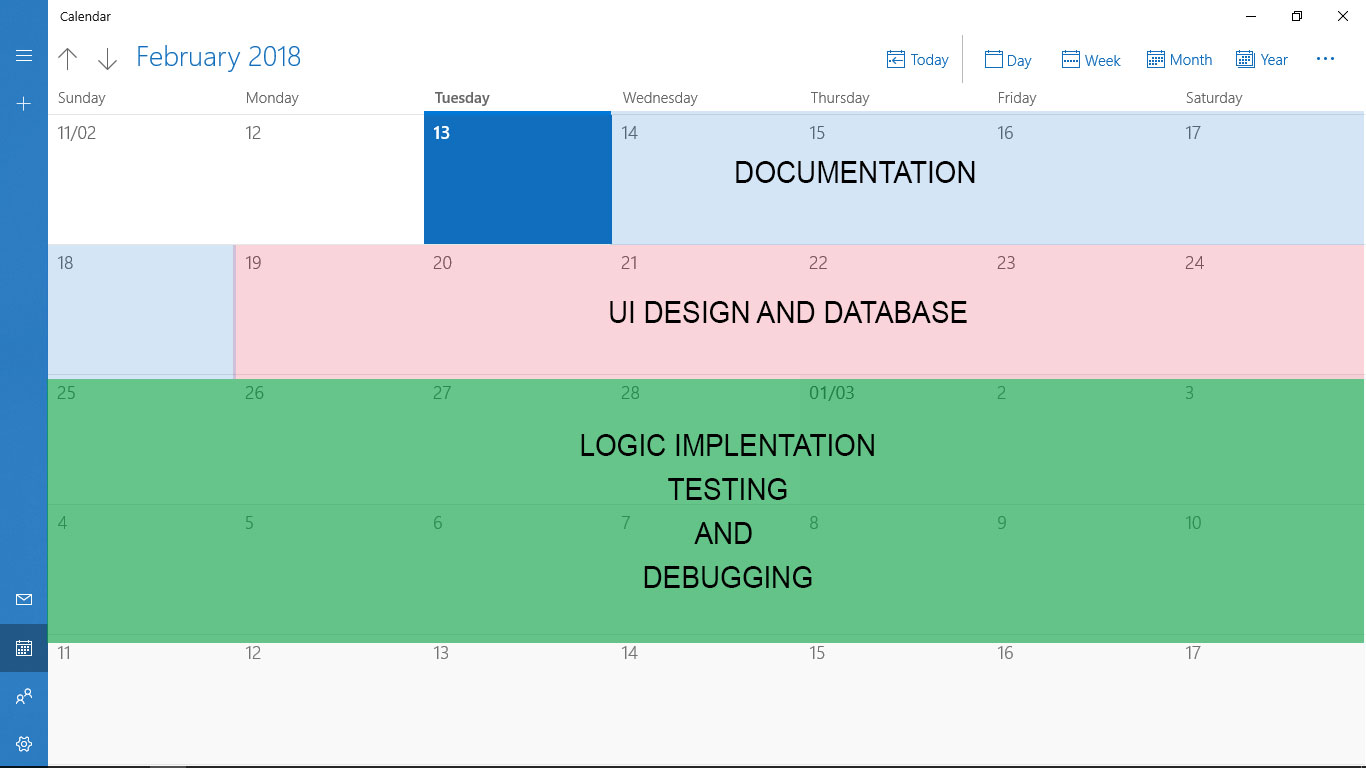 Calendar
February 2018
Today Day Week Month Year
Sunday Monday Tuesday Wednesday Thursday Friday Saturday
11/02 12 13 14 15 16 17
DOCUMENTATION
18 19 20 21 22 23 24
UI DESIGN AND DATABASE
25 26 27 28 01/03 2 3
LOGIC IMPLENTATION
TESTING
4 5 6 7 8 9 10
AND
DEBUGGING
11 12 13 14 15 16 17